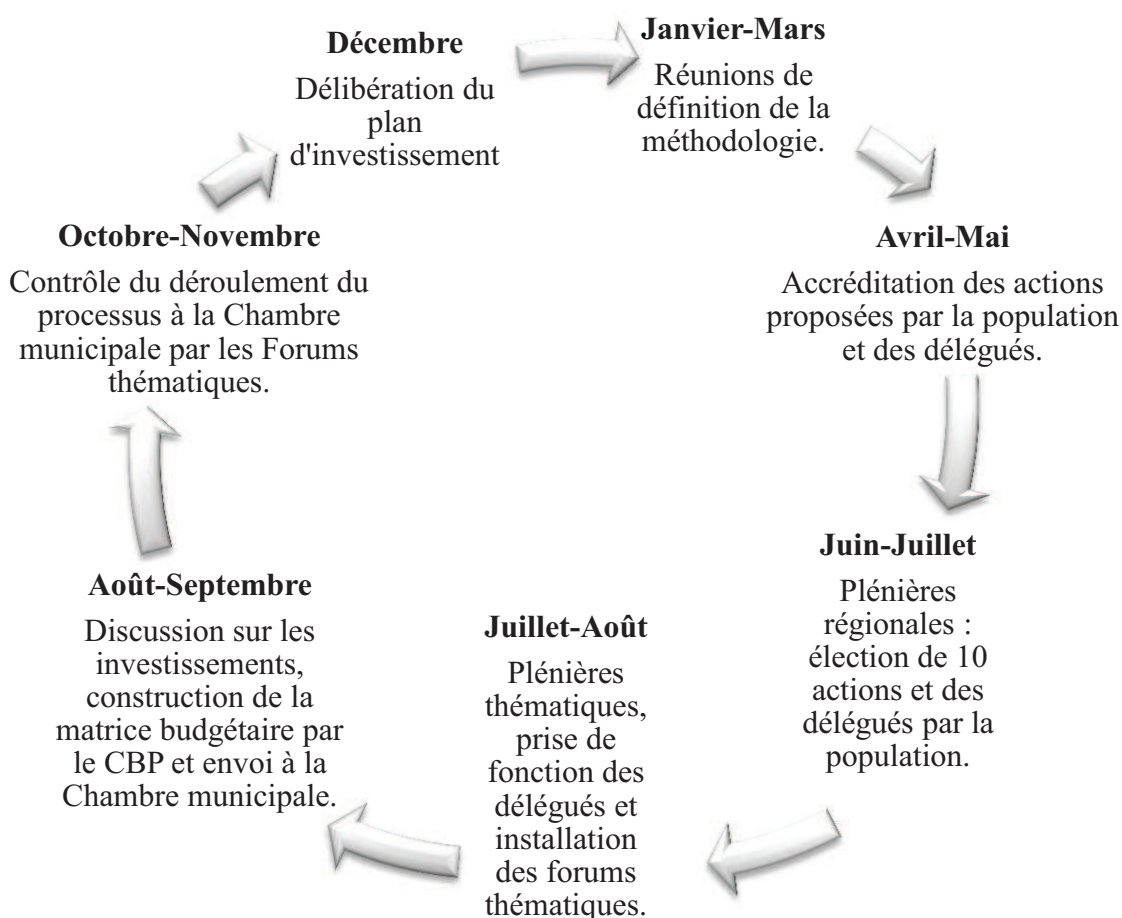 Janvier-Mars
Réunions de
définition de la
méthodologie.
Avril-Mai
Accréditation des actions
proposées par la population
et des délégués.
Juin-Juillet
Plénières
régionales :
élection de 10
actions et des
délégués par la
population.
Juillet-Août
Plénières
thématiques,
prise de
fonction des
délégués et
installation
des forums
thématiques.
Août-Septembre
Discussion sur les
investissements,
construction de la
matrice budgétaire par
le CBP et envoi à la
Chambre municipale.
Octobre-Novembre
Contrôle du déroulement du
processus à la Chambre
municipale par les Forums
thématiques.
Décembre
Délibération du
plan
d'investissement